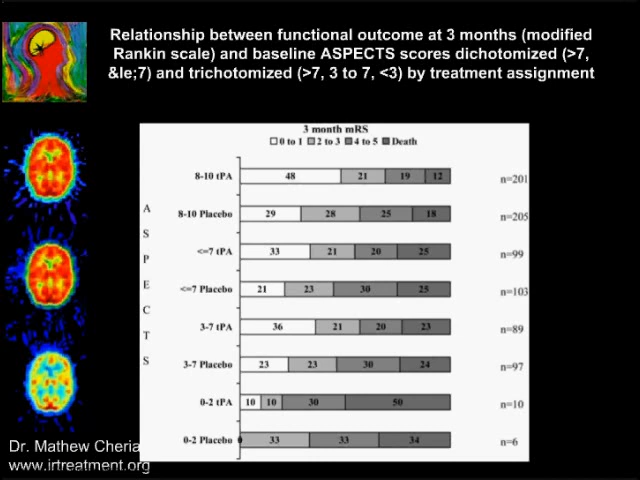 Relationship between functional outcome at 3 months (modified
Rankin scale) and baseline ASPECTS scores dichotomized (>7,
&le;7) and trichotomized (>7, 3 to 7, <3) by treatment assignment
3 month mRS
0 to 1 2 to 3 4 to 5 Death
8-10 tPA 48 21 19 12 n=201
8-10 Placebo 29 28 25 18 n=205
<=7 tPA 33 21 20 25 n=99
<=7 Placebo 21 23 30 25 n=103
3-7 tPA 36 21 20 23 n=89
3-7 Placebo 23 23 30 24 n=97
0-2 tPA 10 10 30 50 n=10
0-2 Placebo 0 33 33 34 n=6
A
S
P
E
C
T
S
Dr. Mathew Cheria
www.irtreatment.org